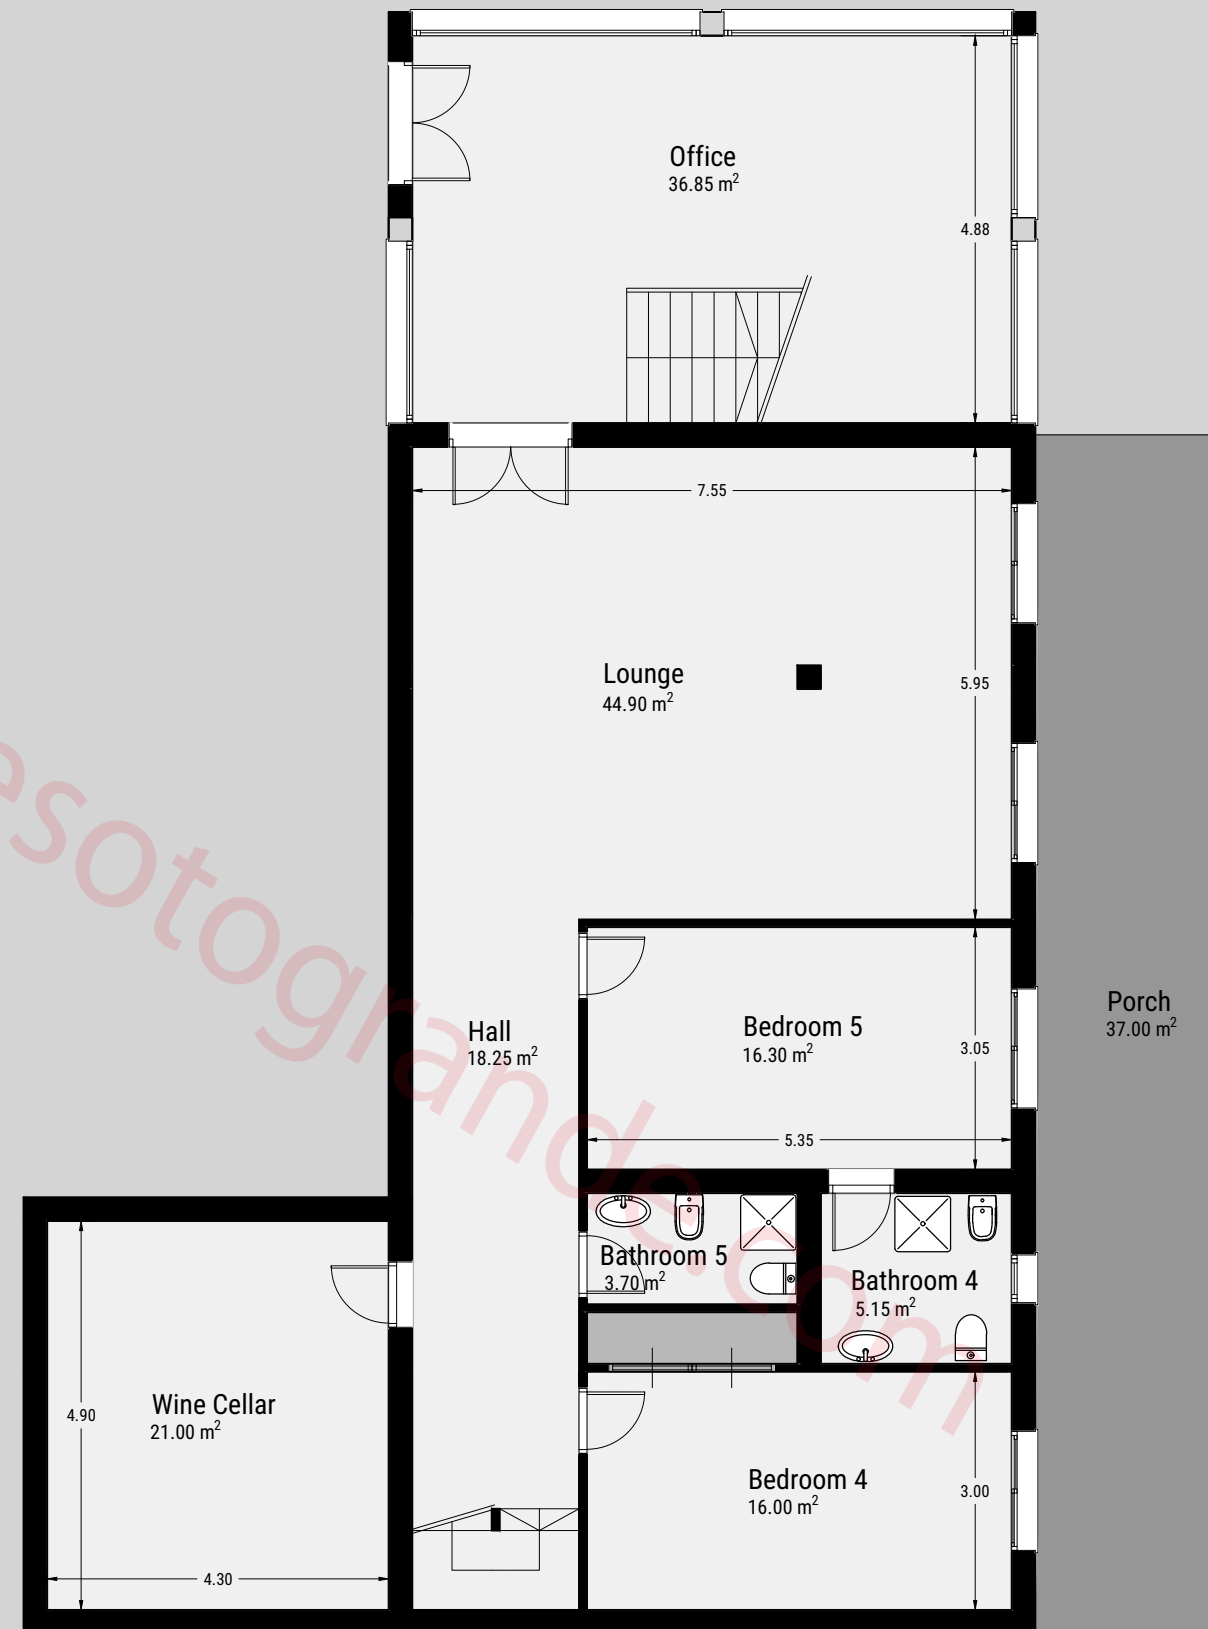 Office
36.85 m²
4.88
7.55
Lounge
44.90 m²
5.95
Porch
37.00 m²
Hall
18.25 m²
Bedroom 5
16.30 m²
3.05
5.35
Bathroom 5
3.70 m²
Bathroom 4
5.15 m²
Wine Cellar
21.00 m²
4.90
4.30
Bedroom 4
16.00 m²
3.00
esotogrande.com